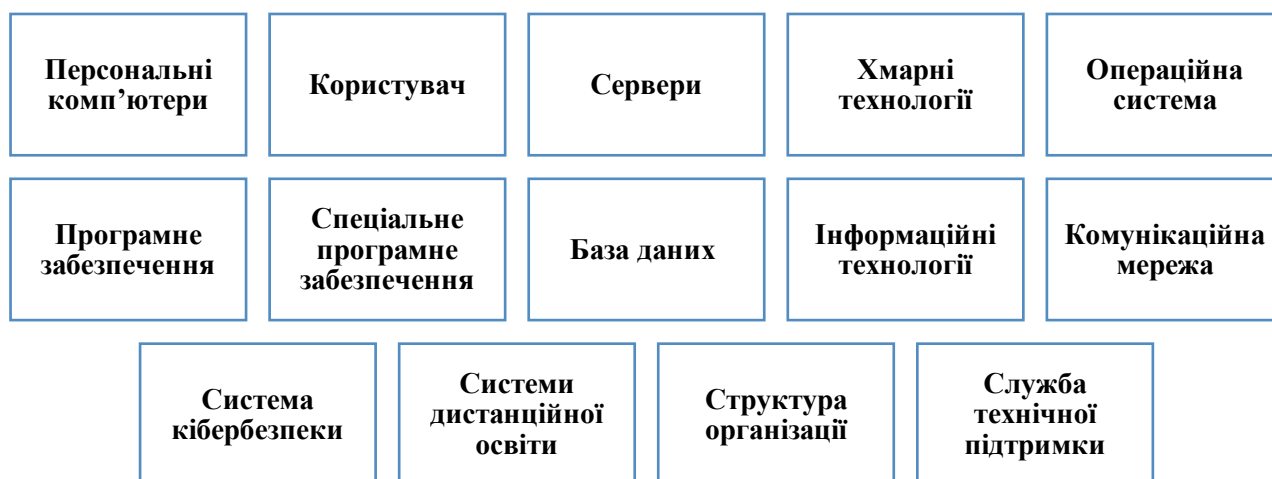 Персональні
комп’ютери
Користувач
Сервери
Хмарні
технології
Операційна
система
Програмне
забезпечення
Спеціальне
програмне
забезпечення
База даних
Інформаційні
технології
Комунікаційна
мережа
Система
кібербезпеки
Системи
дистанційної
освіти
Структура
організації
Служба
технічної
підтримки